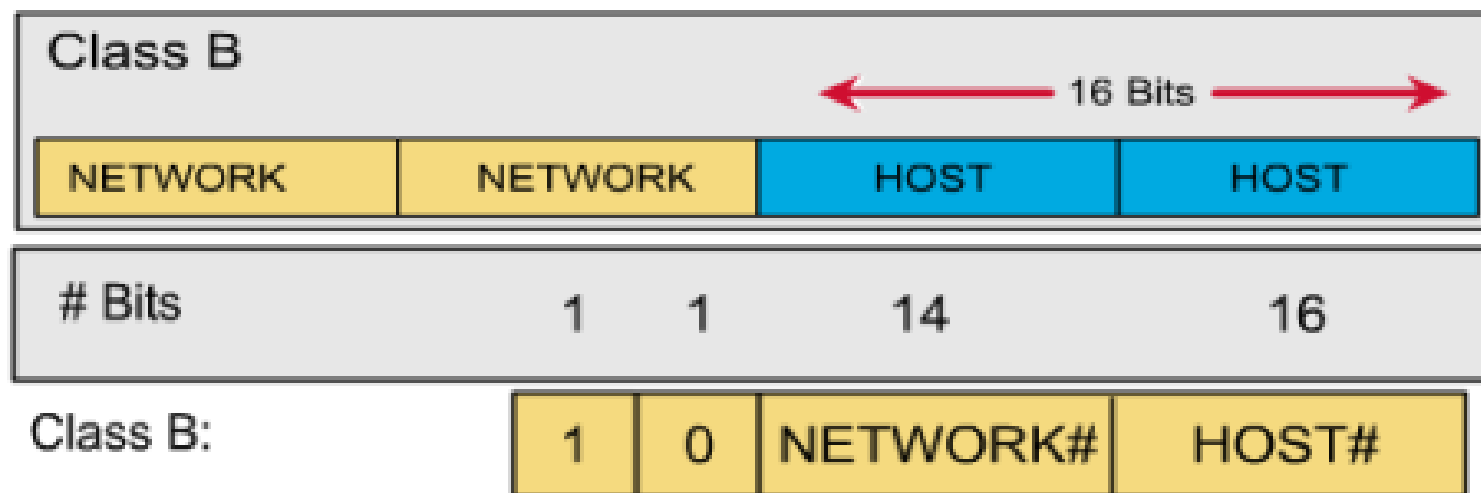 Class B
16 Bits
NETWORK NETWORK HOST HOST
# Bits 1 1 14 16
Class B: 1 0 NETWORK# HOST#